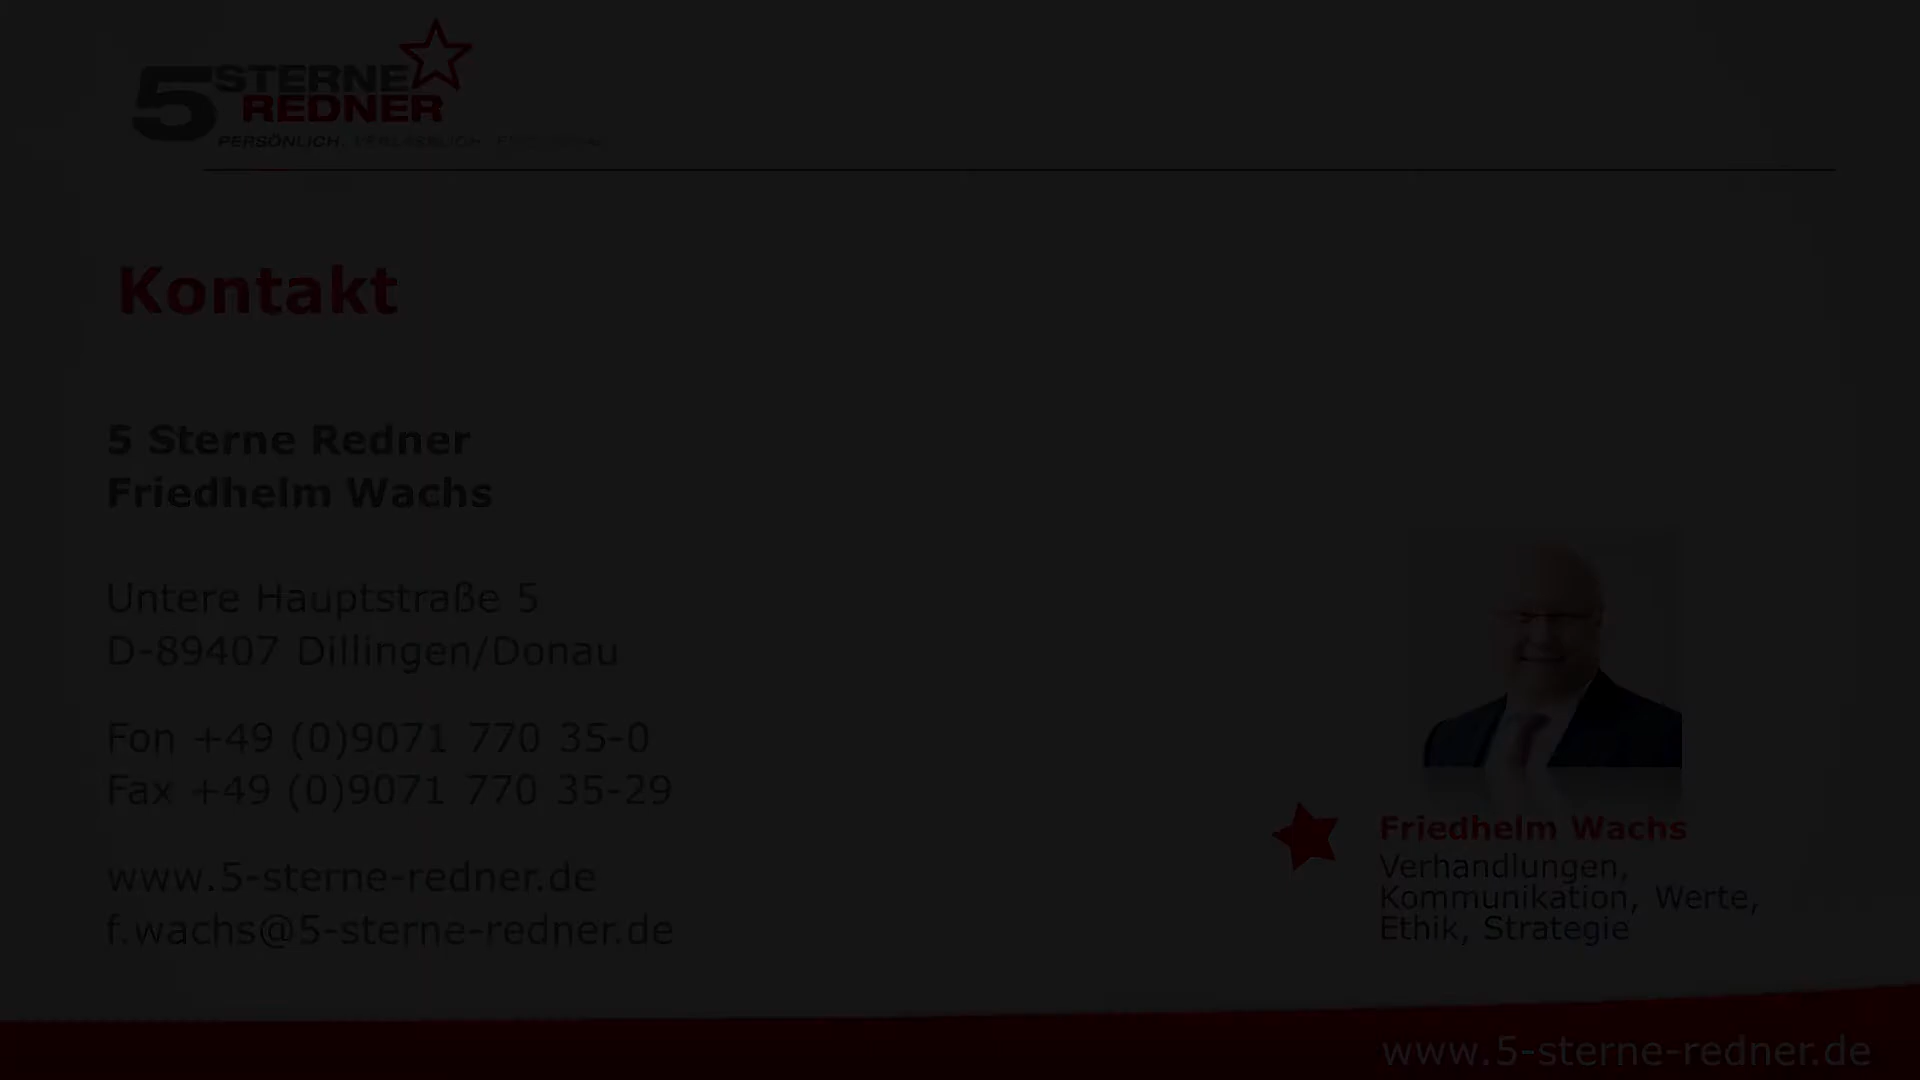 5 STERNE
REDNER
PERSÖNLICH. VERLÄSSLICH.
Kontakt
5 Sterne Redner
Friedhelm Wachs
Untere Hauptstraße 5
D-89407 Dillingen/Donau
Fon +49 (0)9071 770 35-0
Fax +49 (0)9071 770 35-29
www.5-sterne-redner.de
f.wachs@5-sterne-redner.de
Friedhelm Wachs
Verhandlungen,
Kommunikation, Werte,
Ethik, Strategie
www.5-sterne-redner.de